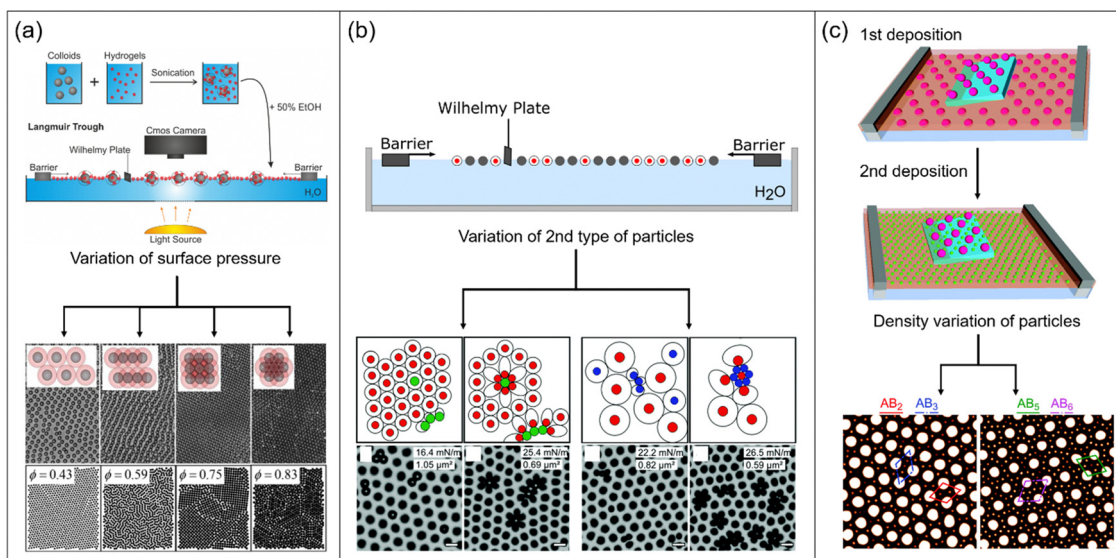 (a)
Colloids
Hydrogels
+
Sonication
+ 50% EtOH
Langmuir Trough
Cmos Camera
Wilhelmy Plate
Barrier
Barrier
H₂O
Light Source
Variation of surface pressure
ϕ = 0.43
ϕ = 0.59
ϕ = 0.75
ϕ = 0.83
(b)
Wilhelmy Plate
Barrier
Barrier
H₂O
Variation of 2nd type of particles
16.4 mN/m
1.05 µm²
25.4 mN/m
0.69 µm²
22.2 mN/m
0.82 µm²
26.5 mN/m
0.59 µm²
(c)
1st deposition
2nd deposition
Density variation of particles
AB₂ AB₃
AB₅ AB₆